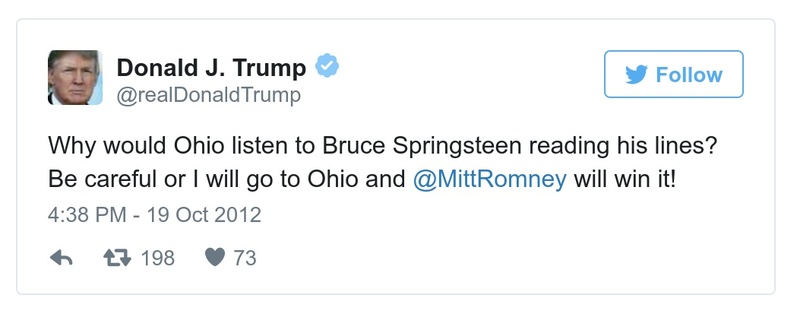 Donald J. Trump
@realDonaldTrump
Follow
Why would Ohio listen to Bruce Springsteen reading his lines?
Be careful or I will go to Ohio and @MittRomney will win it!
4:38 PM - 19 Oct 2012
198 73